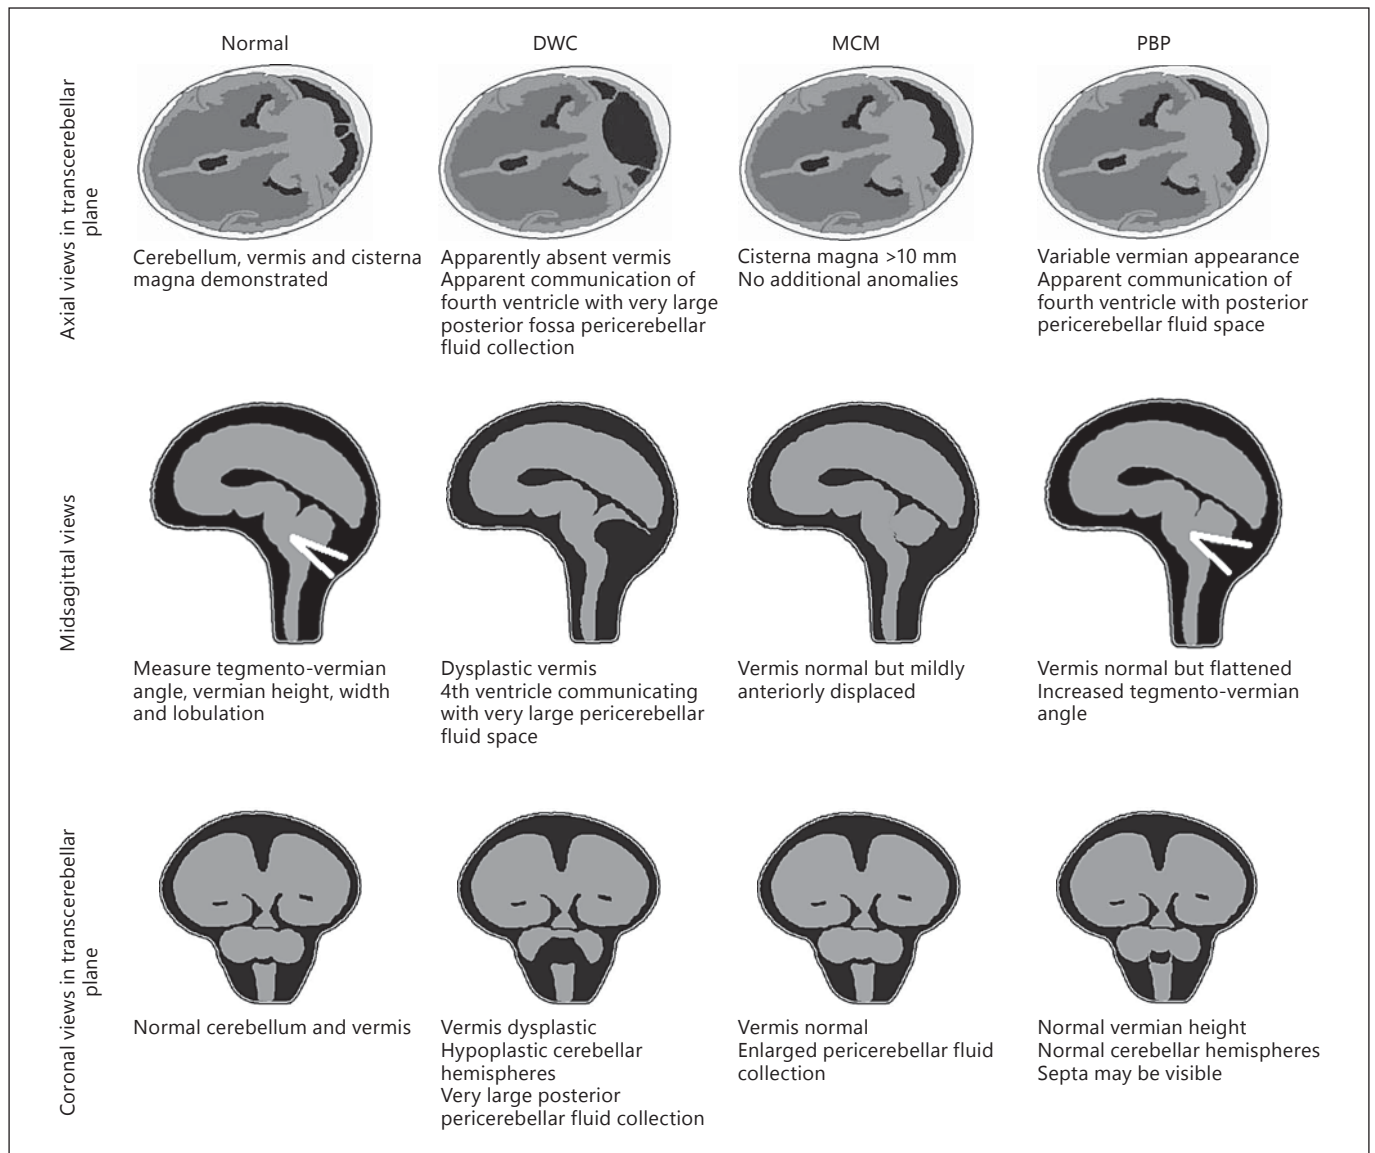 Normal
DWC
MCM
PBP
Axial views in transcerebellar
plane
Cerebellum, vermis and cisterna
magna demonstrated
Apparently absent vermis
Apparent communication of
fourth ventricle with very large
posterior fossa pericerebellar
fluid collection
Cisterna magna >10 mm
No additional anomalies
Variable vermian appearance
Apparent communication of
fourth ventricle with posterior
pericerebellar fluid space
Midsagittal views
Measure tegmento-vermian
angle, vermian height, width
and lobulation
Dysplastic vermis
4th ventricle communicating
with very large pericerebellar
fluid space
Vermis normal but mildly
anteriorly displaced
Vermis normal but flattened
Increased tegmento-vermian
angle
Coronal views in transcerebellar
plane
Normal cerebellum and vermis
Vermis dysplastic
Hypoplastic cerebellar
hemispheres
Very large posterior
pericerebellar fluid collection
Vermis normal
Enlarged pericerebellar fluid
collection
Normal vermian height
Normal cerebellar hemispheres
Septa may be visible